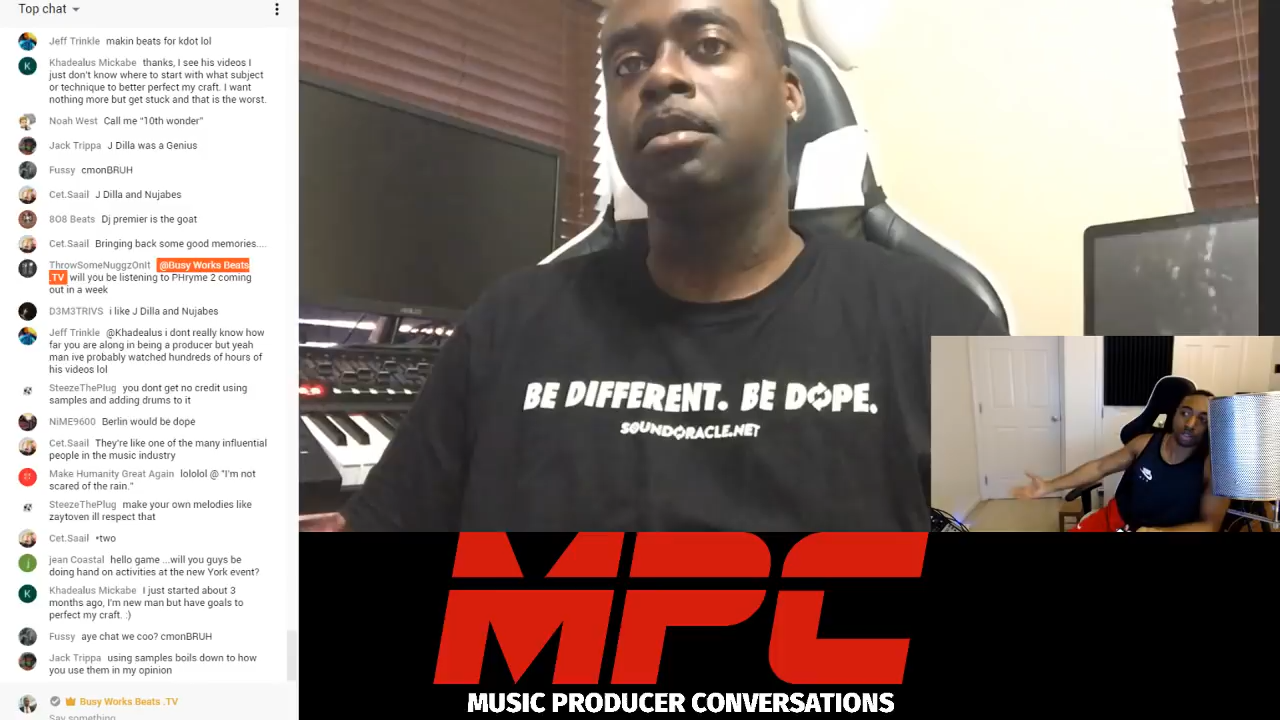 Top chat
Jeff Trinkle makin beats for kdot lol
Khadealus Mickabe thanks, I see his videos I
just don't know where to start with what subject
or technique to better perfect my craft. I want
nothing more but get stuck and that is the worst.
Noah West Call me “10th wonder”
Jack Trippa J Dilla was a Genius
Fussy cmonBRUH
Cet.Saail J Dilla and Nujabes
808 Beats Dj premier is the goat
Cet.Saail Bringing back some good memories....
ThrowSomeNuggzOnIt @Busy Works Beats
.TV will you be listening to PHryme 2 coming
out in a week
D3M3TRIVS i like J Dilla and Nujabes
Jeff Trinkle @Khadealus i dont really know how
far you are along in being a producer but yeah
man ive probably watched hundreds of hours of
his videos lol
SteezeThePlug you dont get no credit using
samples and adding drums to it
NiME9600 Berlin would be dope
Cet.Saail They're like one of the many influential
people in the music industry
Make Humanity Great Again lololol @ "I'm not
scared of the rain."
SteezeThePlug make your own melodies like
zaytoven ill respect that
Cet.Saail *two
jean Coastal hello game ...will you guys be
doing hand on activities at the new York event?
Khadealus Mickabe I just started about 3
months ago, I'm new man but have goals to
perfect my craft. :)
Fussy aye chat we coo? cmonBRUH
Jack Trippa using samples boils down to how
you use them in my opinion
Busy Works Beats .TV
Say something...
BE DIFFERENT. BE DOPE.
SOUNDORACLE.NET
MPC
MUSIC PRODUCER CONVERSATIONS